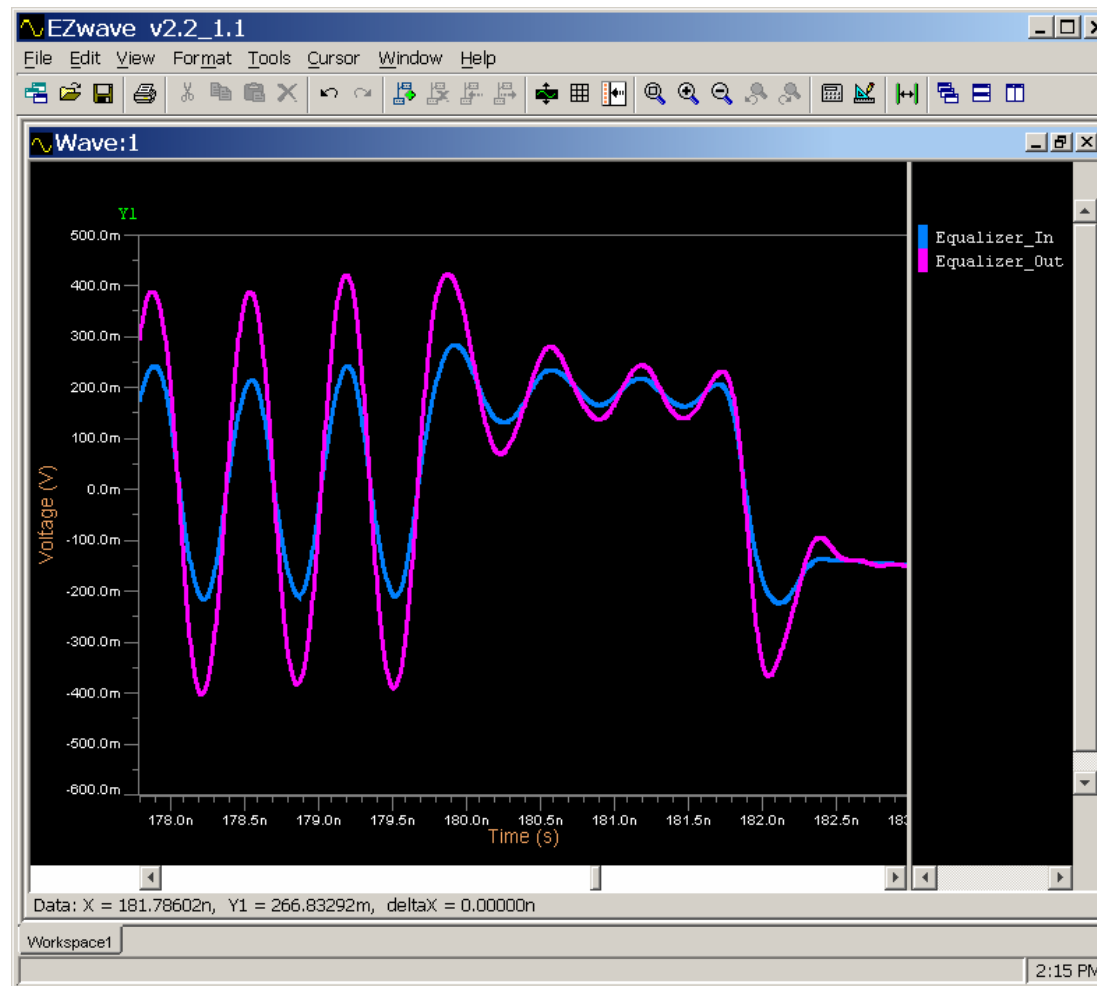 EZwave v2.2_1.1
File Edit View Format Tools Cursor Window Help
Wave:1
Y1
500.0m
400.0m
300.0m
200.0m
100.0m
0.0m
-100.0m
-200.0m
-300.0m
-400.0m
-500.0m
-600.0m
Voltage (V)
178.0n 178.5n 179.0n 179.5n 180.0n 180.5n 181.0n 181.5n 182.0n 182.5n 183
Time (s)
Equalizer_In
Equalizer_Out
Data: X = 181.78602n, Y1 = 266.83292m, deltaX = 0.00000n
Workspace1
2:15 PM